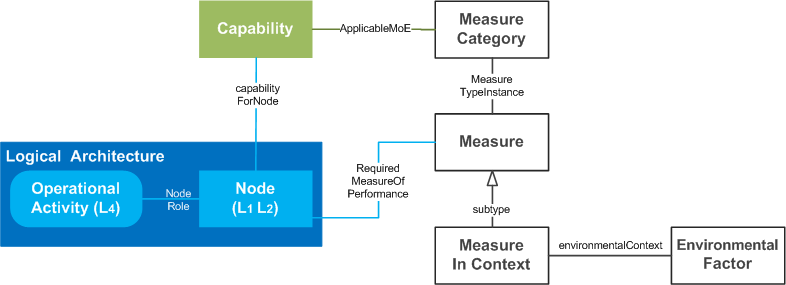 Capability
ApplicableMoE
Measure
Category
capability
ForNode
Measure
TypeInstance
Logical Architecture
Operational
Activity (L4)
Node
Role
Node
(L1 L2)
Required
MeasureOf
Performance
Measure
subtype
Measure
In Context
environmentalContext
Environmental
Factor